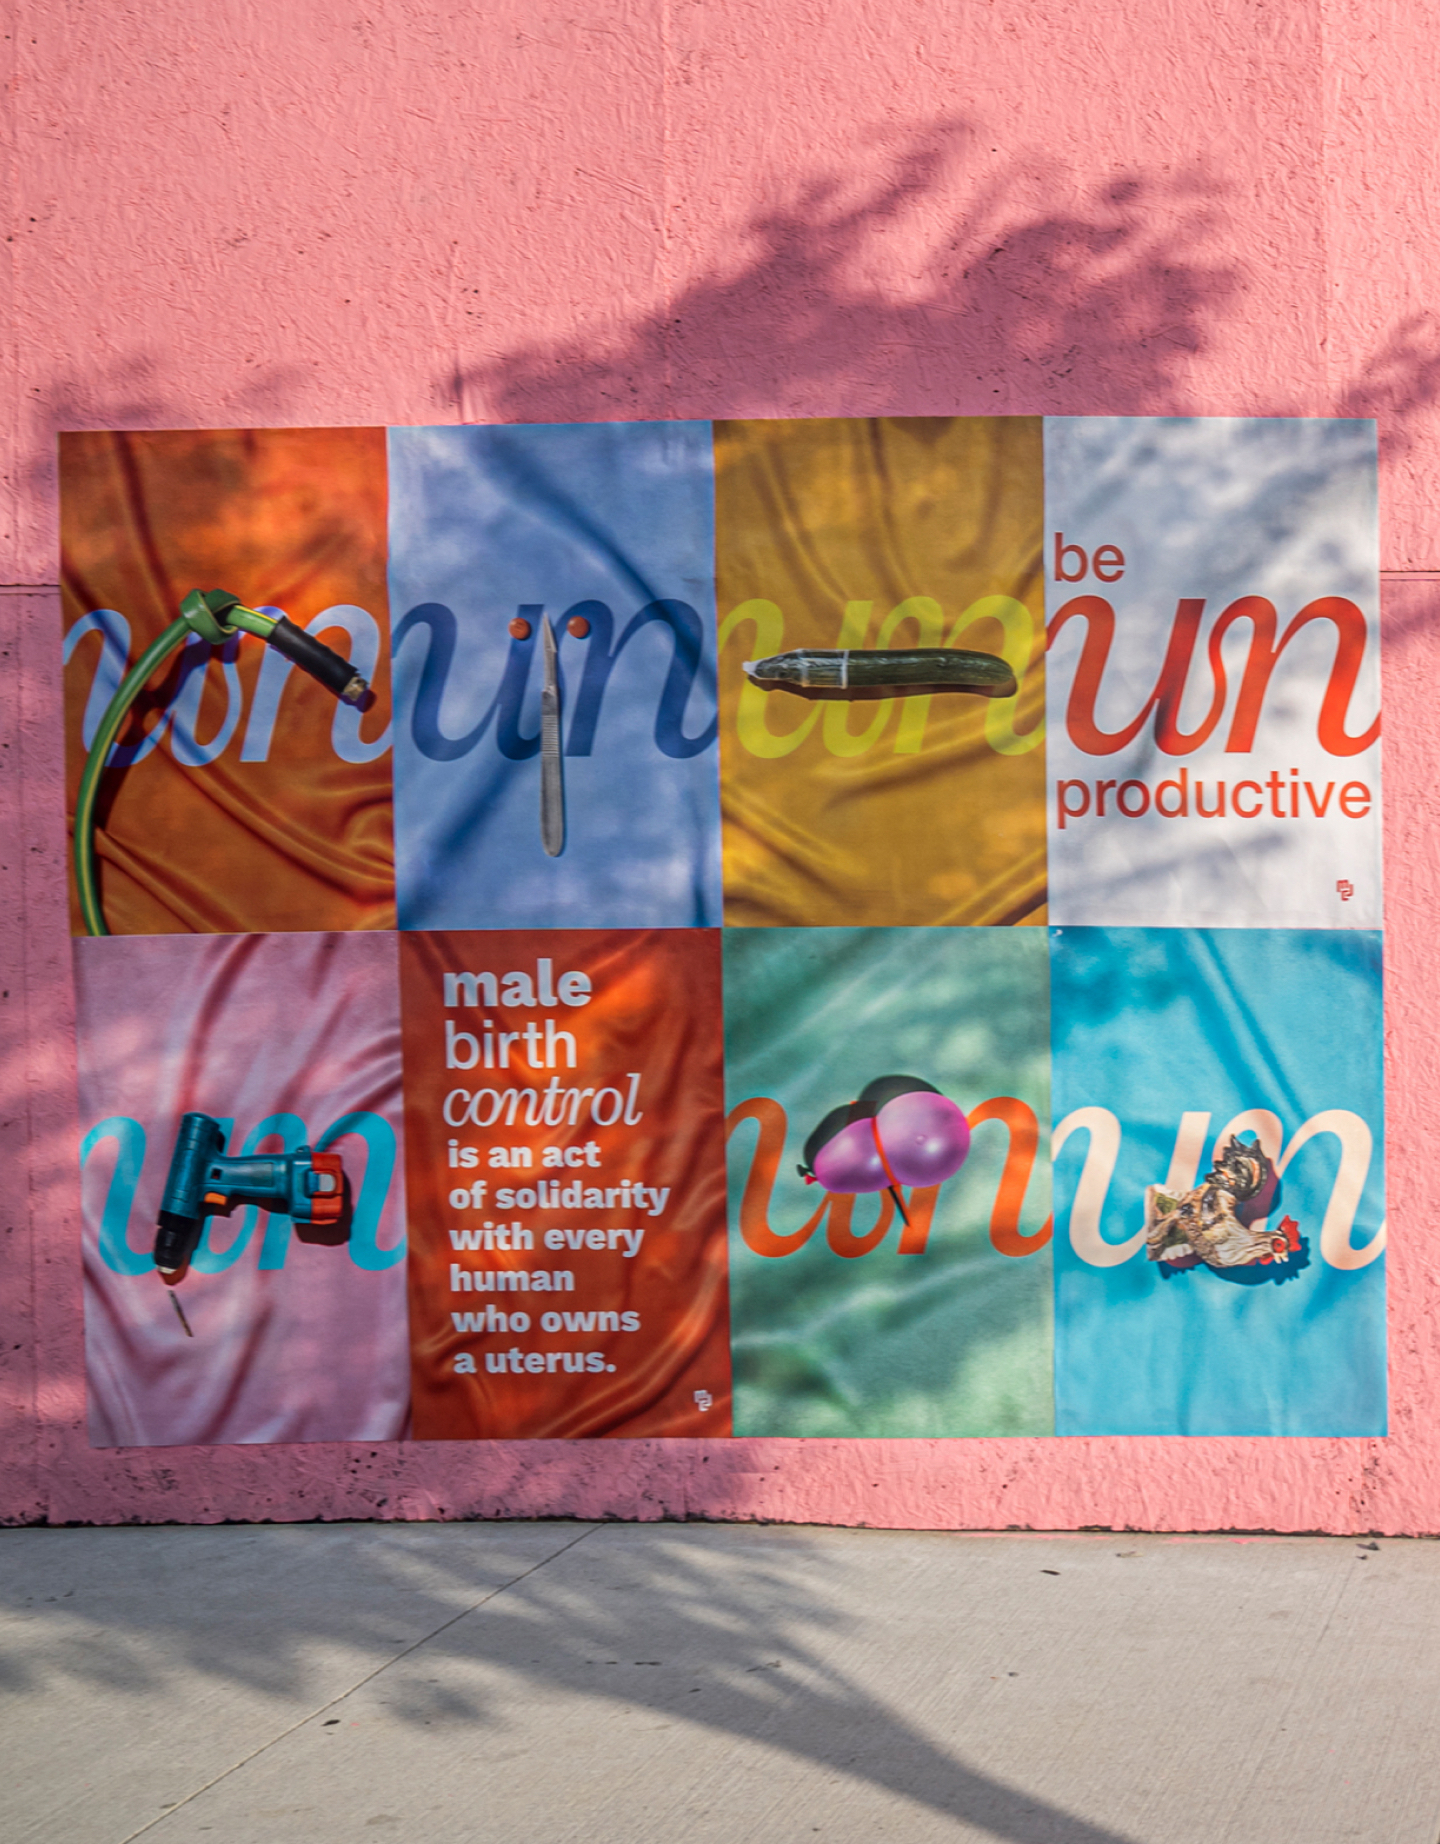 un
un
un
be
un
productive
un
male
birth
control
is an act
of solidarity
with every
human
who owns
a uterus.
un
un